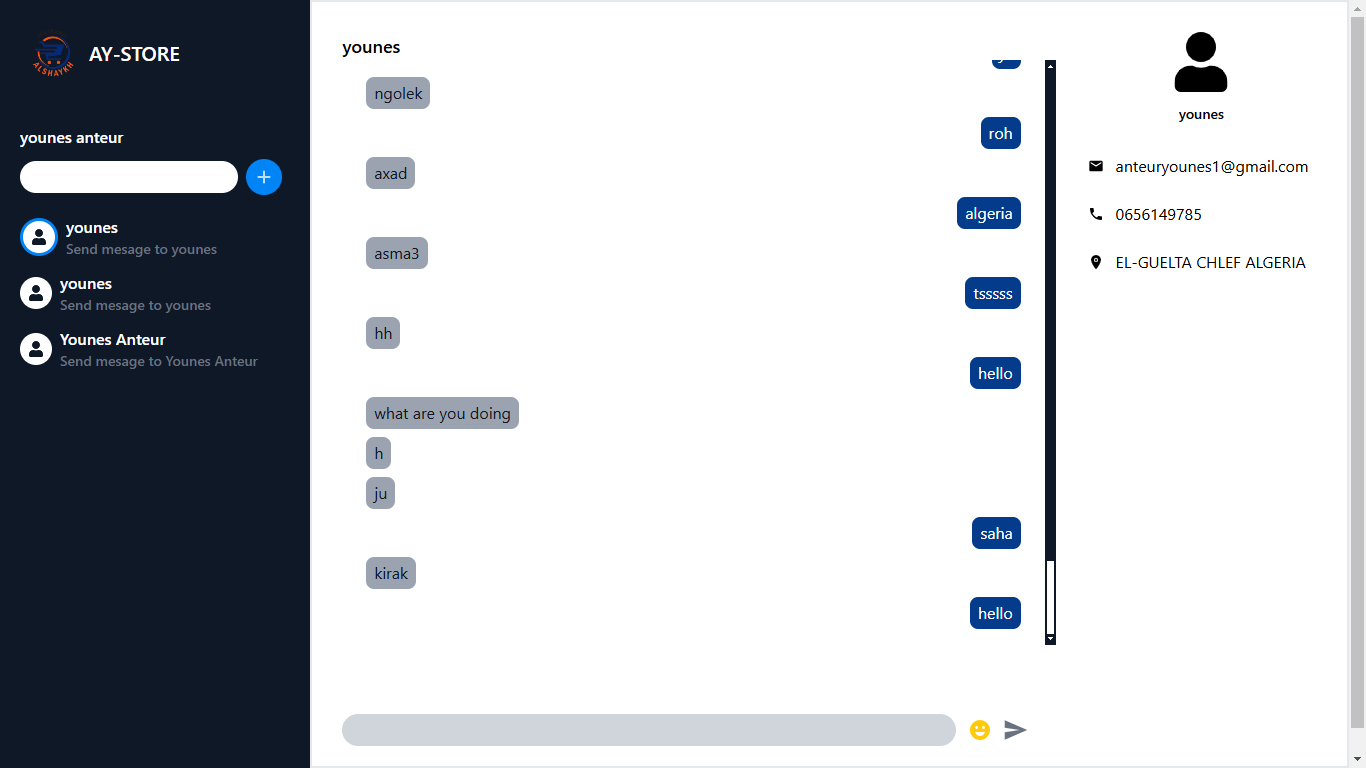 ALSHAYKH
AY-STORE
younes anteur
younes
Send mesage to younes
younes
Send mesage to younes
Younes Anteur
Send mesage to Younes Anteur
younes
ngolek
roh
axad
algeria
asma3
tsssss
hh
hello
what are you doing
h
ju
saha
kirak
hello
younes
anteuryounes1@gmail.com
0656149785
EL-GUELTA CHLEF ALGERIA